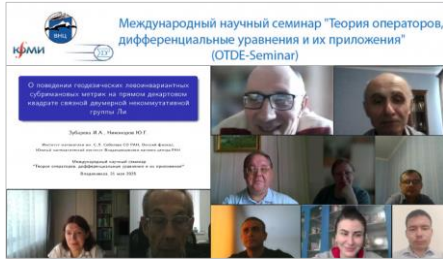 ВНЦ
Международный научный семинар "Теория операторов,
дифференциальные уравнения и их приложения"
(OTDE-Seminar)
О поведении геодезических левоинвариантных
субримановых метрик на прямом декартовом
квадрате связной двумерной некоммутативной
группы Ли
Зубарева И.А., Никоноров Ю.Г.
Международный научный семинар
"Теория операторов, дифференциальные уравнения и их приложения"